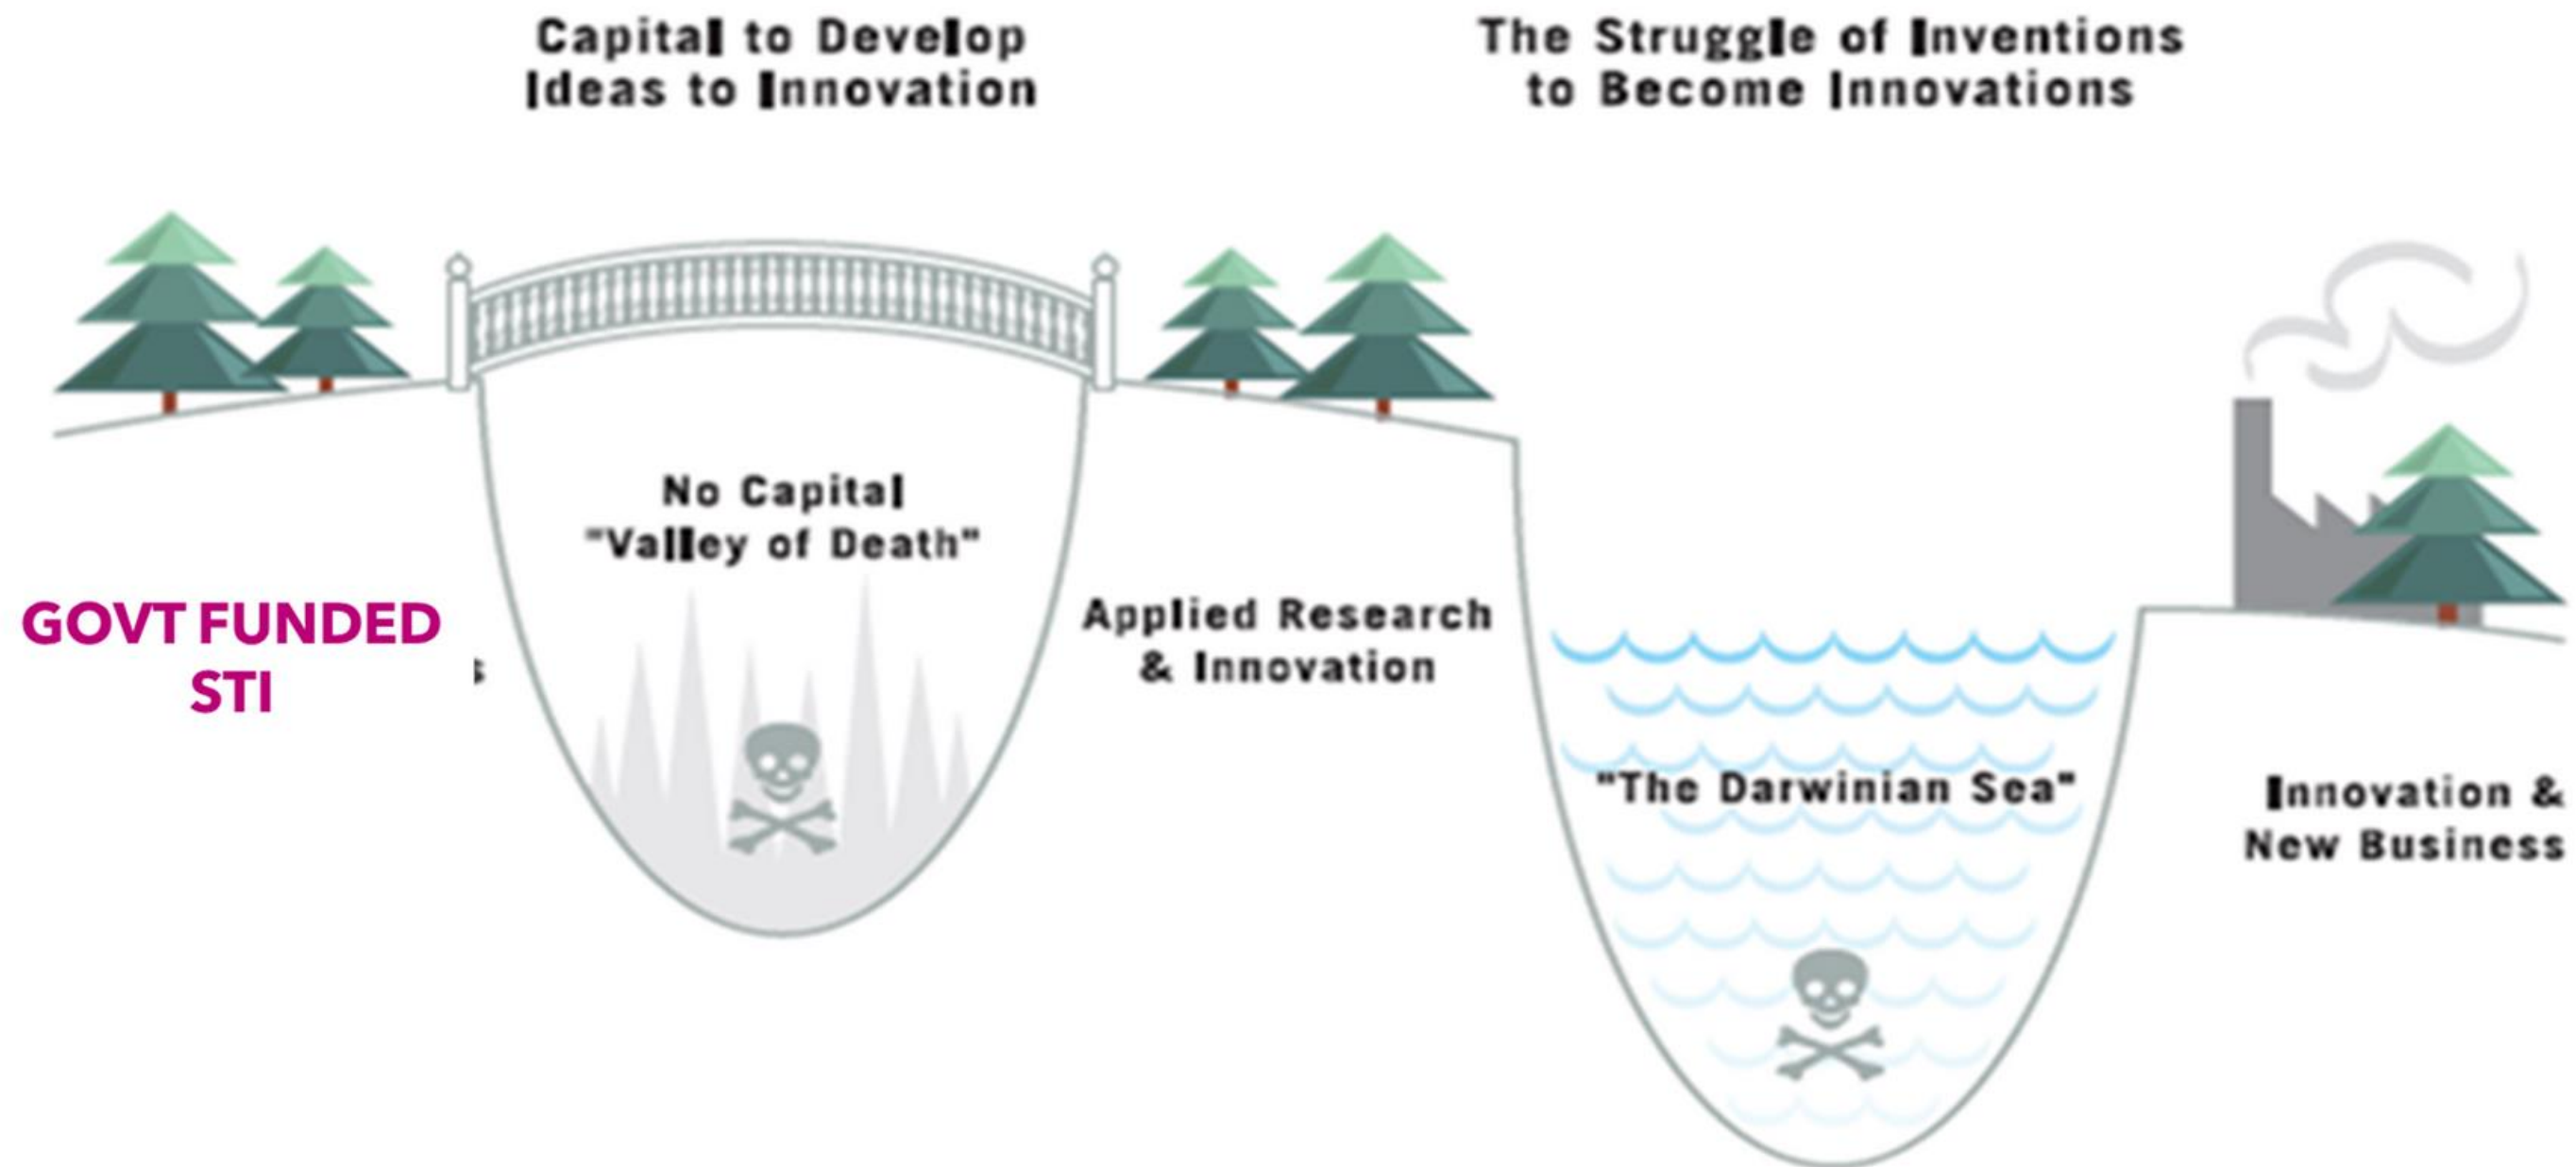 Capital to Develop
Ideas to Innovation
The Struggle of Inventions
to Become Innovations
No Capital
"Valley of Death"
GOVT FUNDED
STI
s
Applied Research
& Innovation
"The Darwinian Sea"
Innovation &
New Business